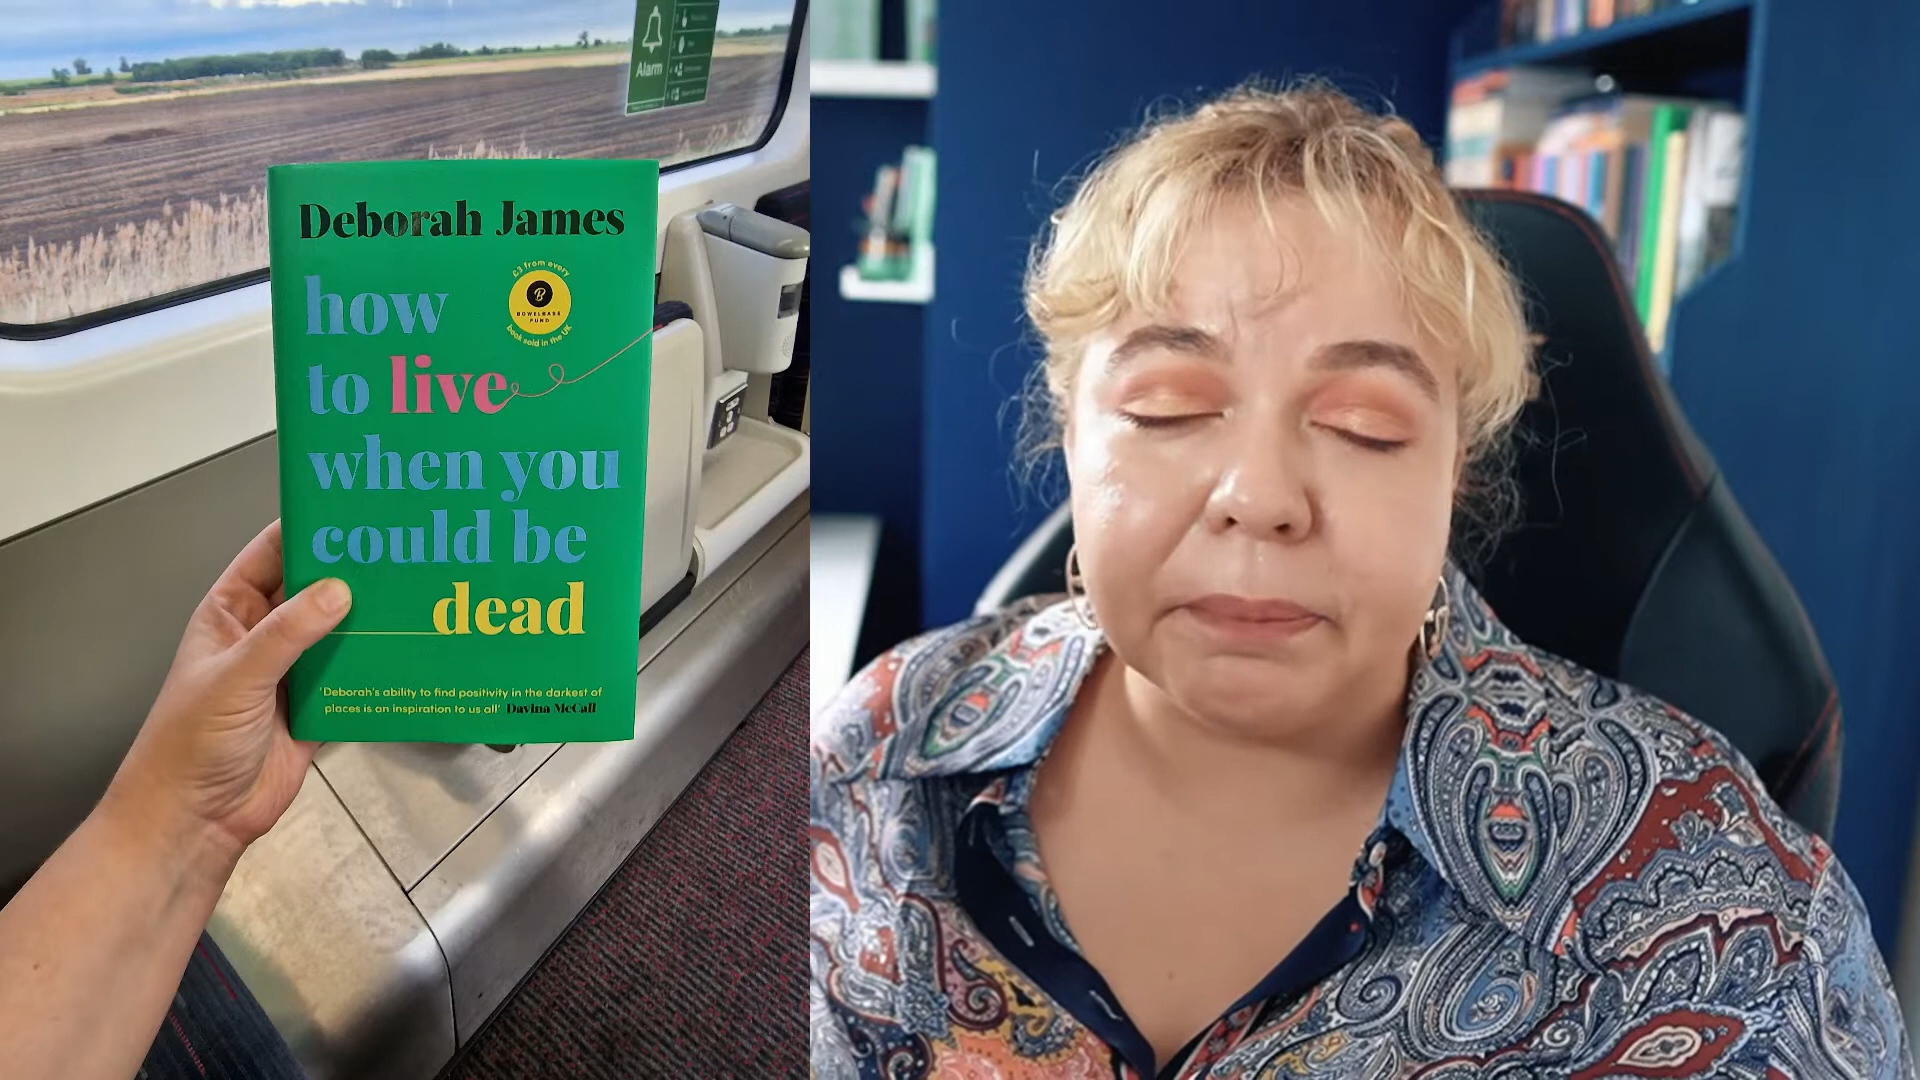 Alarm
Deborah James
how
£3 from every
B
BOWELBABE
FUND
book sold in the UK
to live
when you
could be
dead
'Deborah's ability to find positivity in the darkest of
places is an inspiration to us all' Davina McCall